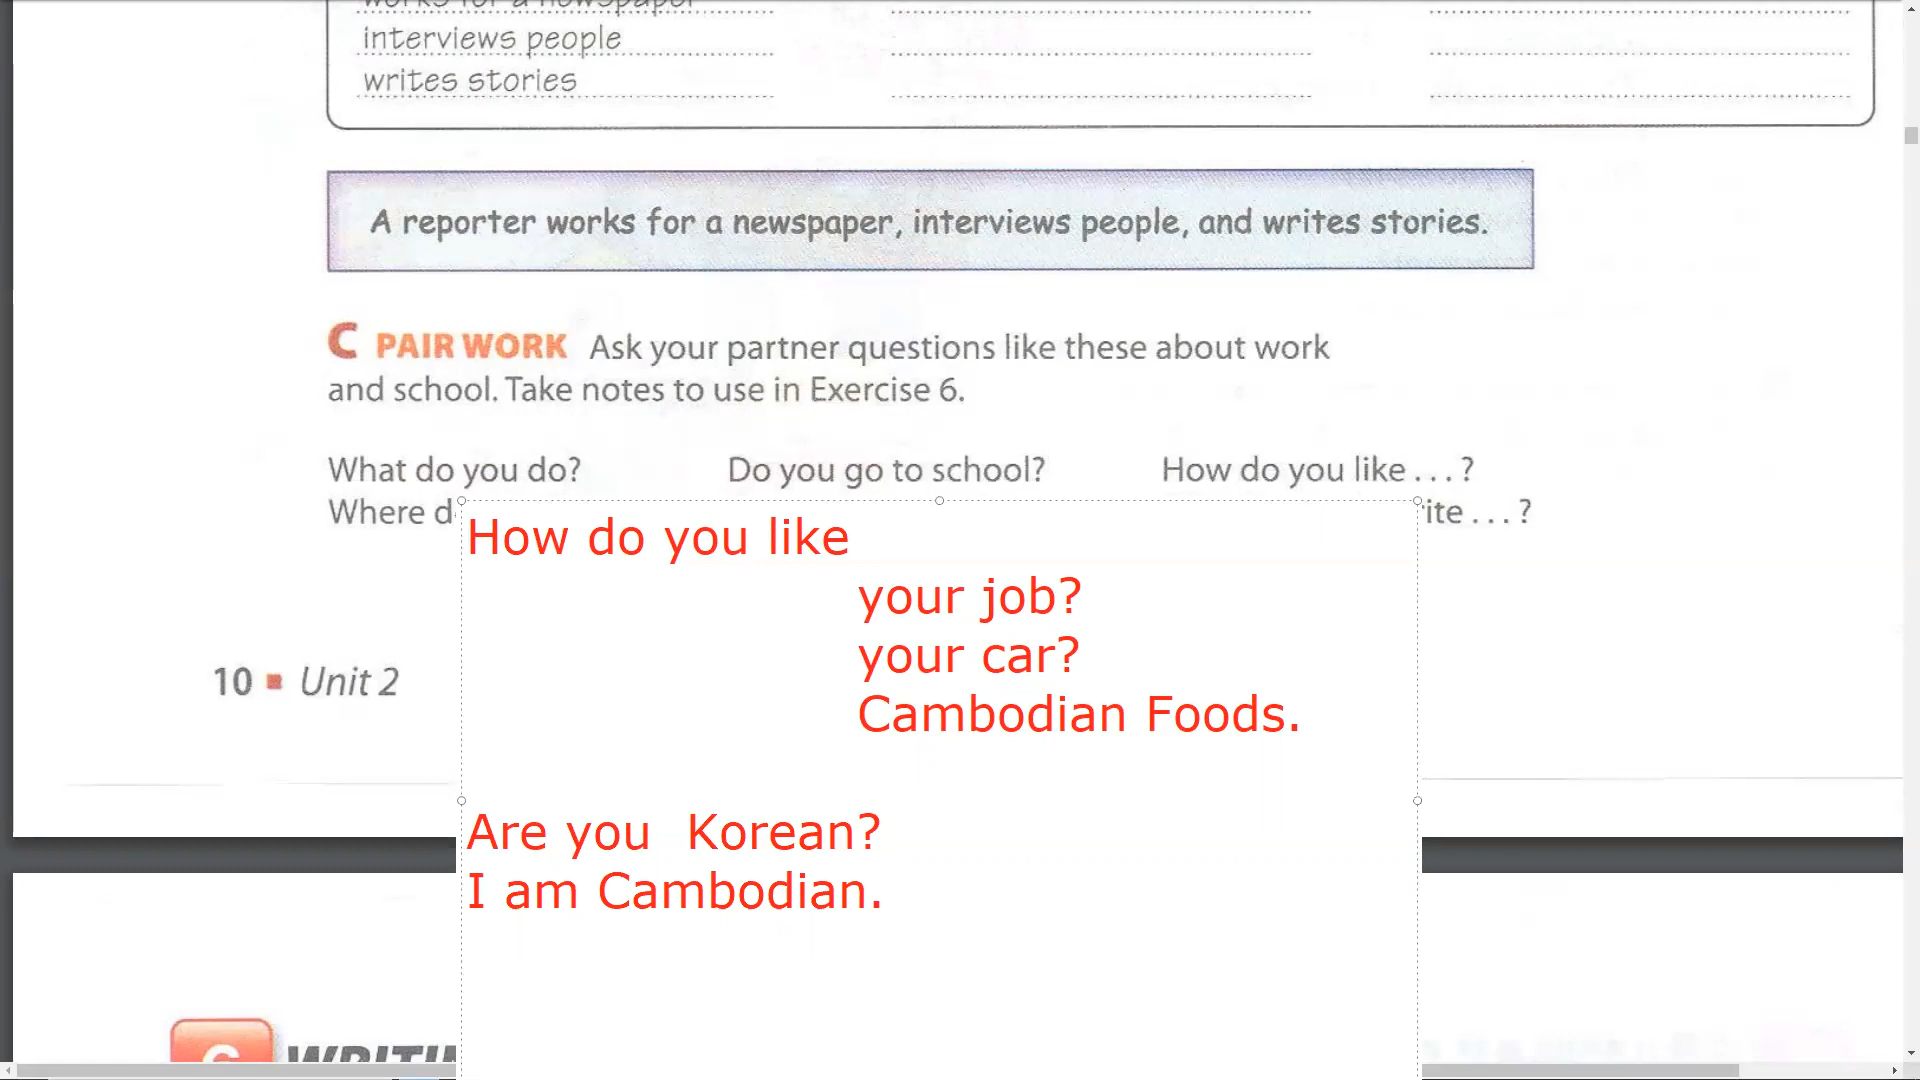 works for a newspaper
interviews people
writes stories
A reporter works for a newspaper, interviews people, and writes stories.
C PAIR WORK Ask your partner questions like these about work
and school. Take notes to use in Exercise 6.
What do you do? Do you go to school? How do you like . . . ?
Where d ite . . . ?
How do you like
your job?
your car?
Cambodian Foods.
10 ■ Unit 2
Are you Korean?
I am Cambodian.